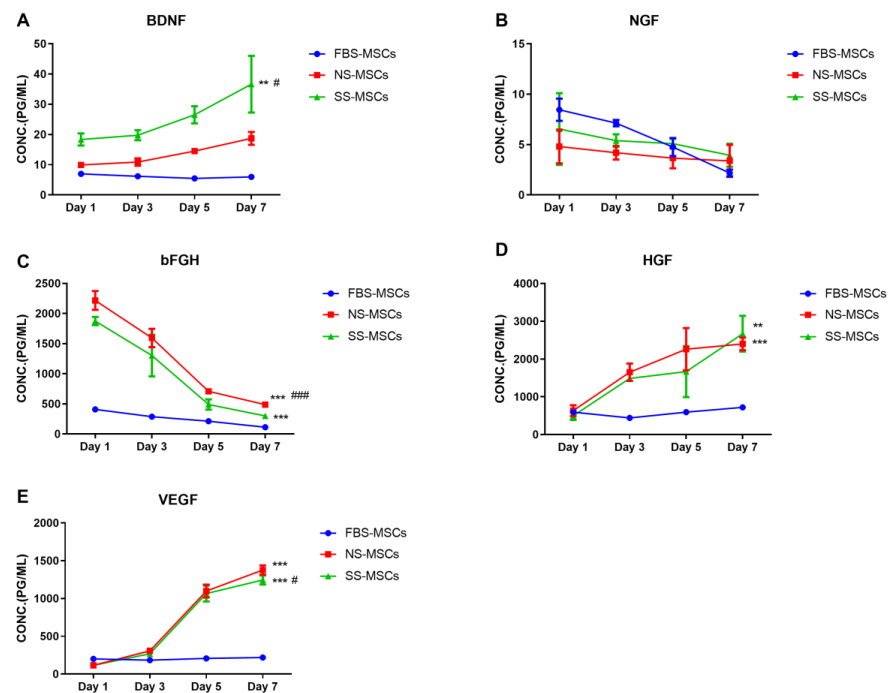 A
BDNF
CONC.(PG/ML)
50
40
30
20
10
0
Day 1 Day 3 Day 5 Day 7
FBS-MSCs
NS-MSCs
SS-MSCs
** #
B
NGF
CONC.(PG/ML)
15
10
5
0
Day 1 Day 3 Day 5 Day 7
FBS-MSCs
NS-MSCs
SS-MSCs
C
bFGH
CONC.(PG/ML)
2500
2000
1500
1000
500
0
Day 1 Day 3 Day 5 Day 7
FBS-MSCs
NS-MSCs
SS-MSCs
*** ###
***
D
HGF
CONC.(PG/ML)
4000
3000
2000
1000
0
Day 1 Day 3 Day 5 Day 7
FBS-MSCs
NS-MSCs
SS-MSCs
**
***
E
VEGF
CONC.(PG/ML)
2000
1500
1000
500
0
Day 1 Day 3 Day 5 Day 7
FBS-MSCs
NS-MSCs
SS-MSCs
***
*** #